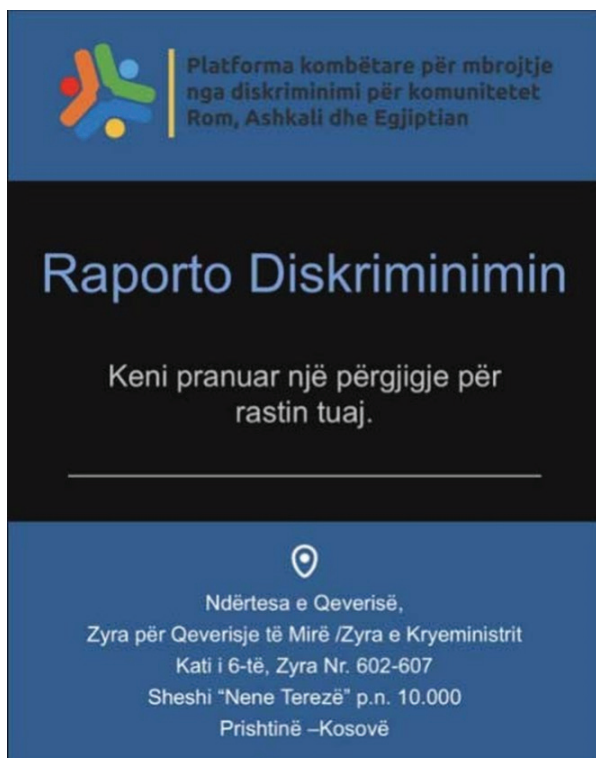 Platforma kombëtare për mbrojtje
nga diskriminimi për komunitetet
Rom, Ashkali dhe Egjiptian
Raporto Diskriminimin
Keni pranuar një përgjigje për
rastin tuaj.
Ndërtesa e Qeverisë,
Zyra për Qeverisje të Mirë /Zyra e Kryeministrit
Kati i 6-të, Zyra Nr. 602-607
Sheshi “Nene Terezë” p.n. 10.000
Prishtinë –Kosovë